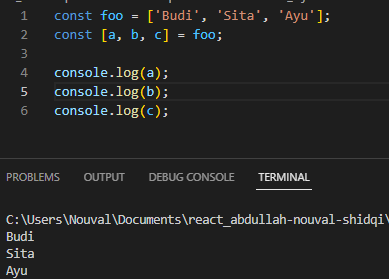 1 const foo = ['Budi', 'Sita', 'Ayu'];
2 const [a, b, c] = foo;
3
4 console.log(a);
5 console.log(b);
6 console.log(c);
PROBLEMS OUTPUT DEBUG CONSOLE TERMINAL
C:\Users\Nouval\Documents\react_abdullah-nouval-shidqi\
Budi
Sita
Ayu